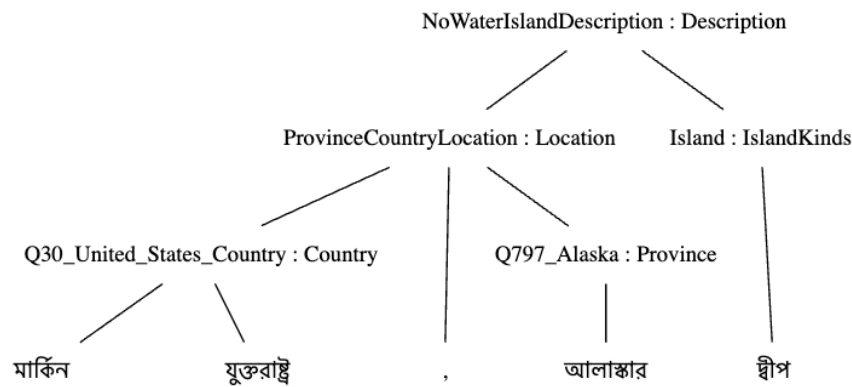 NoWaterIslandDescription : Description
ProvinceCountryLocation : Location Island : IslandKinds
Q30_United_States_Country : Country Q797_Alaska : Province
মার্কিন যুক্তরাষ্ট্র , আলাস্কার দ্বীপ